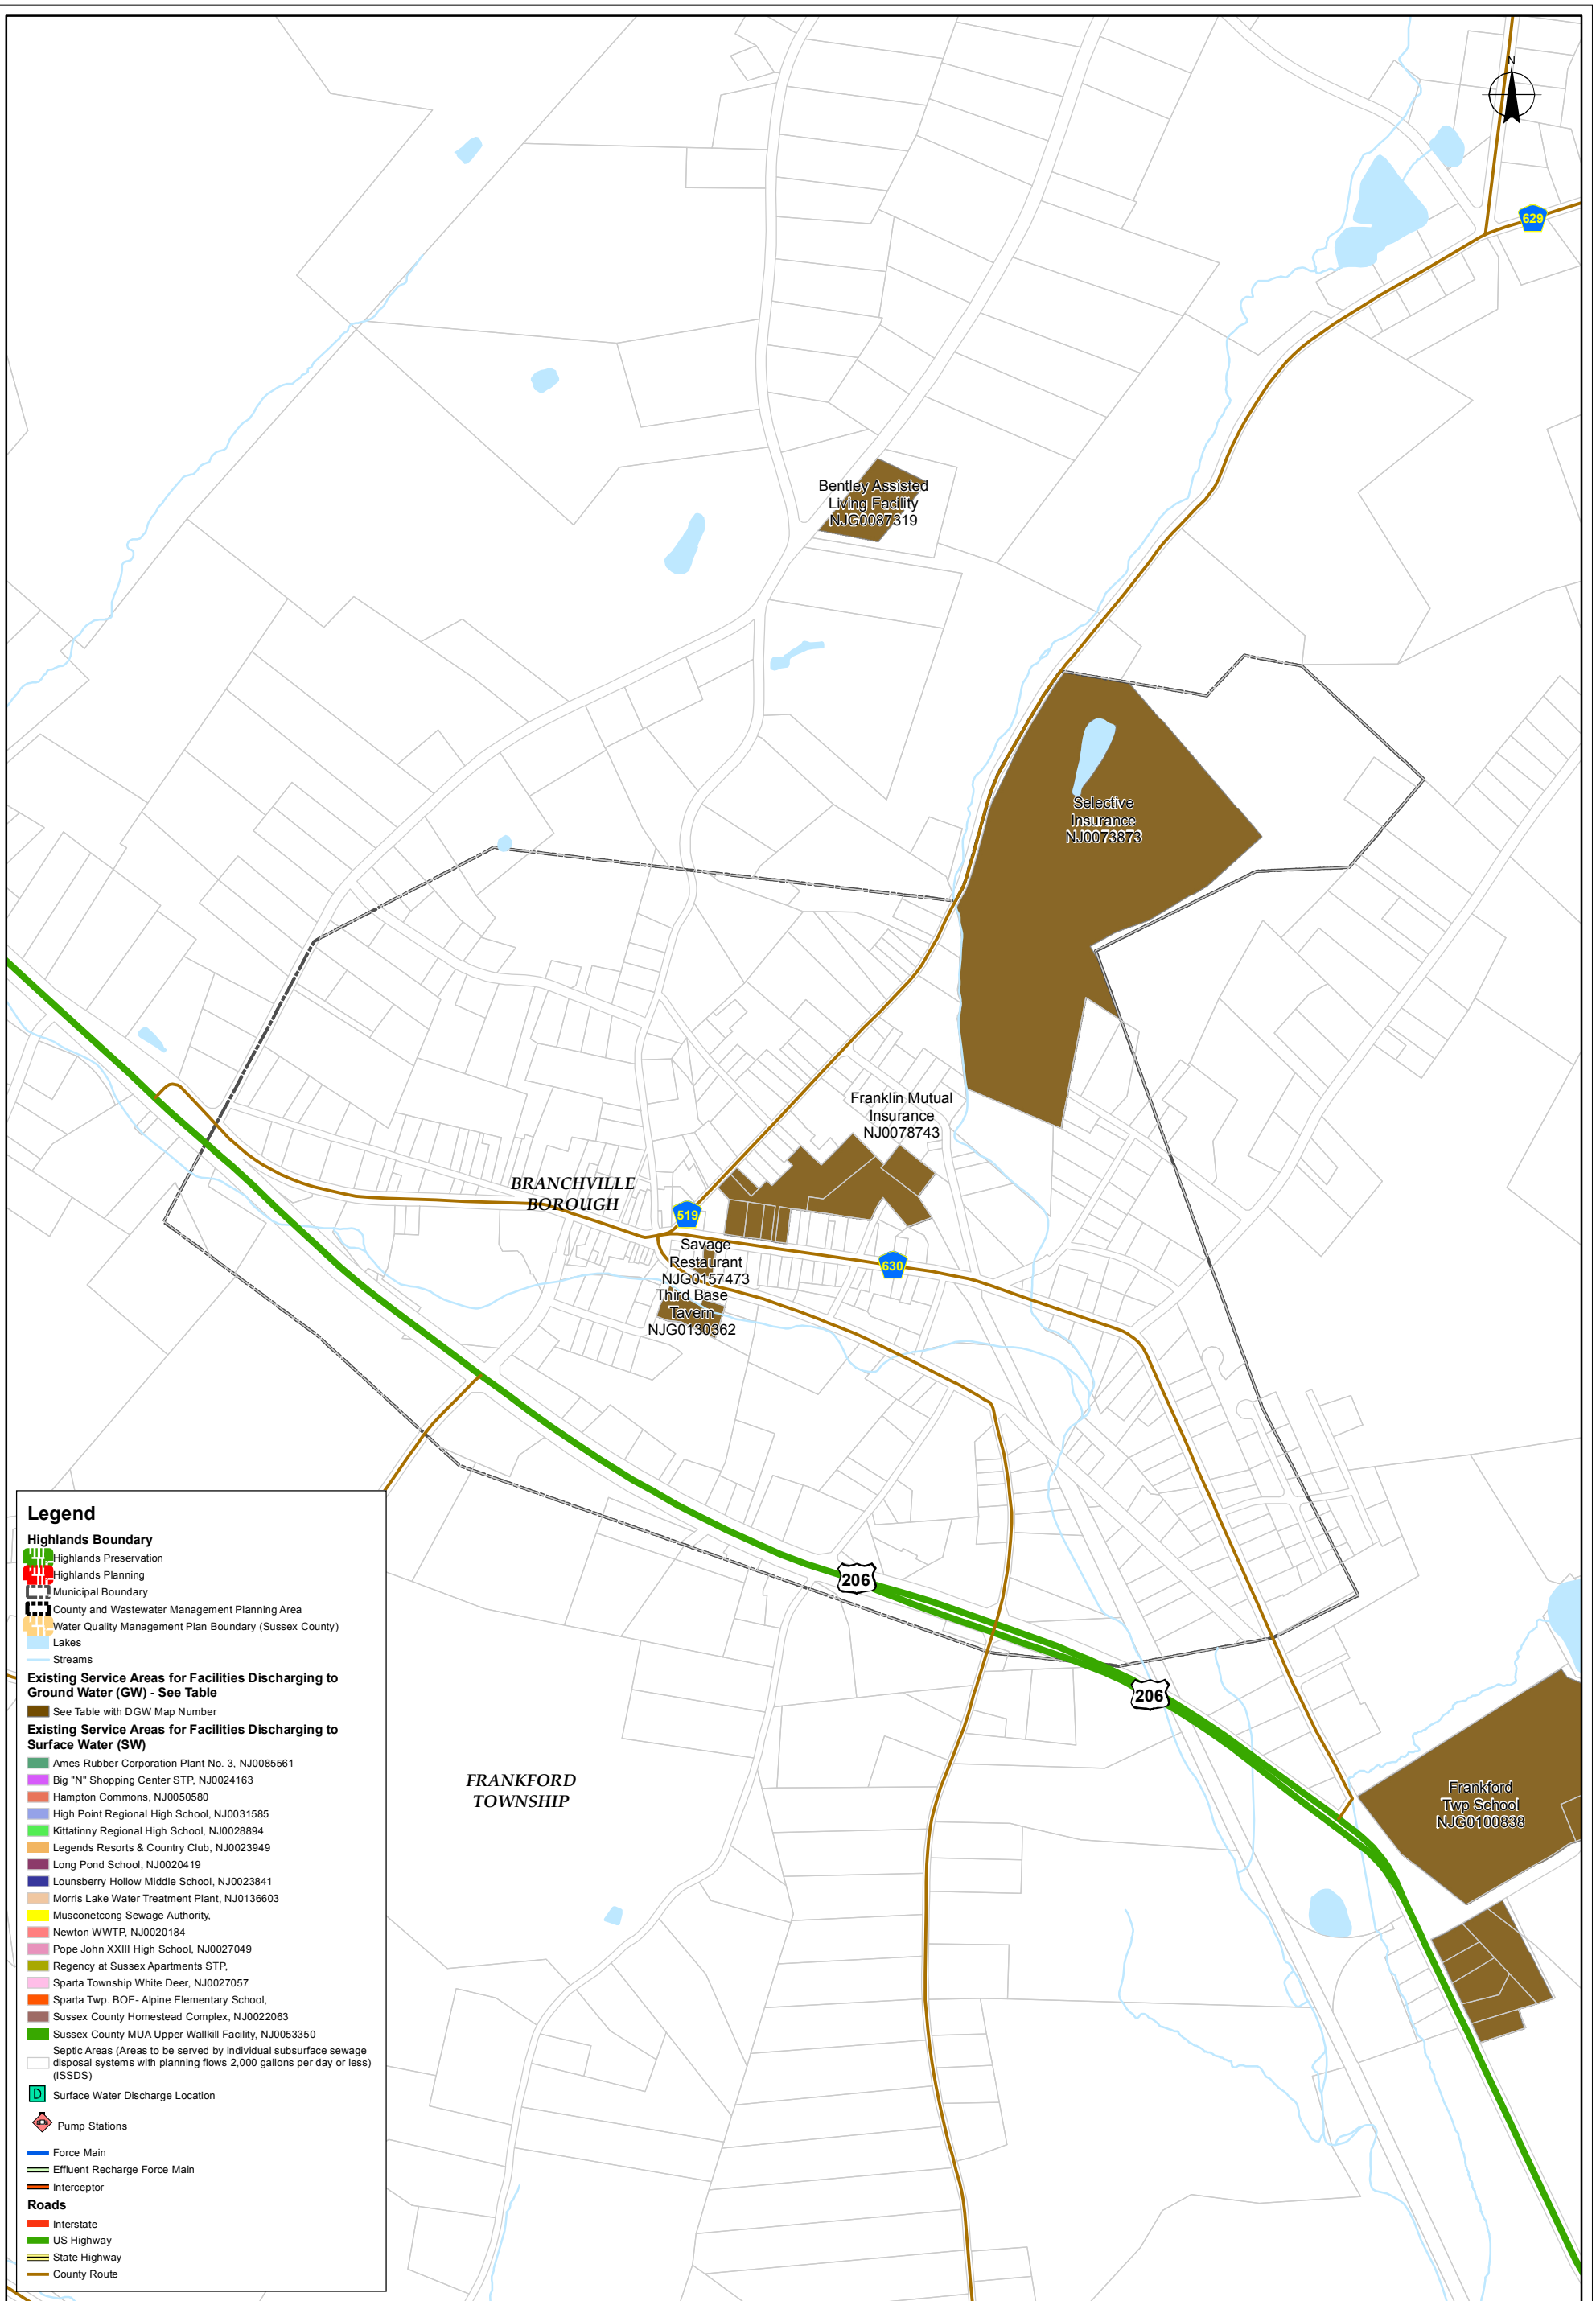 N
629
Bentley Assisted
Living Facility
NJG0087319
Selective
Insurance
NJ0073873
Franklin Mutual
Insurance
NJ0078743
BRANCHVILLE
BOROUGH
519
Savage
Restaurant
NJG0157473
630
Third Base
Tavern
NJG0130362
206
206
FRANKFORD
TOWNSHIP
Frankford
Twp School
NJG0100838
Legend
Highlands Boundary
Highlands Preservation
Highlands Planning
Municipal Boundary
County and Wastewater Management Planning Area
Water Quality Management Plan Boundary (Sussex County)
Lakes
Streams
Existing Service Areas for Facilities Discharging to
Ground Water (GW) - See Table
See Table with DGW Map Number
Existing Service Areas for Facilities Discharging to
Surface Water (SW)
Ames Rubber Corporation Plant No. 3, NJ0085561
Big "N" Shopping Center STP, NJ0024163
Hampton Commons, NJ0050580
High Point Regional High School, NJ0031585
Kittatinny Regional High School, NJ0028894
Legends Resorts & Country Club, NJ0023949
Long Pond School, NJ0020419
Lounsberry Hollow Middle School, NJ0023841
Morris Lake Water Treatment Plant, NJ0136603
Musconetcong Sewage Authority,
Newton WWTP, NJ0020184
Pope John XXIII High School, NJ0027049
Regency at Sussex Apartments STP,
Sparta Township White Deer, NJ0027057
Sparta Twp. BOE- Alpine Elementary School,
Sussex County Homestead Complex, NJ0022063
Sussex County MUA Upper Wallkill Facility, NJ0053350
Septic Areas (Areas to be served by individual subsurface sewage
disposal systems with planning flows 2,000 gallons per day or less)
(ISSDS)
D Surface Water Discharge Location
Pump Stations
Force Main
Effluent Recharge Force Main
Interceptor
Roads
Interstate
US Highway
State Highway
County Route